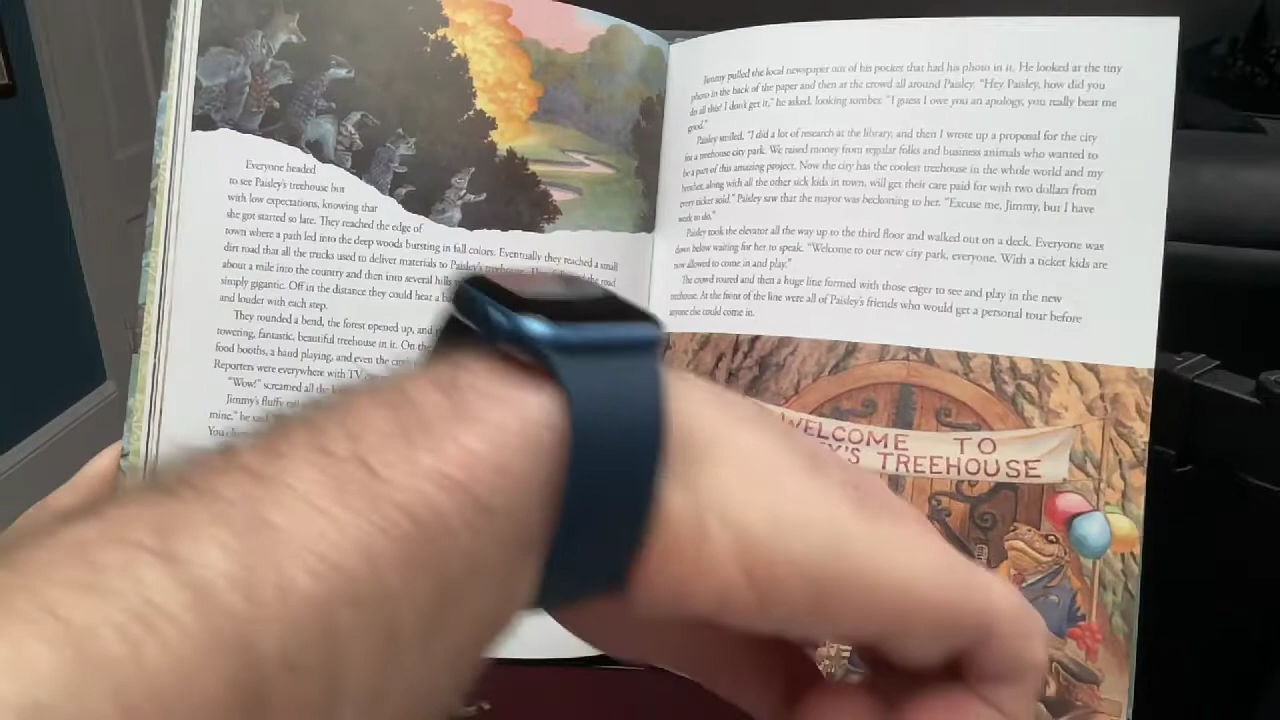 Everyone headed
to see Paisley's treehouse but
with low expectations, knowing that
she got started so late. They reached the edge of
town where a path led into the deep woods bursting in fall colors. Eventually they reached a small
dirt road that all the trucks used to deliver materials to Paisley's treehouse. They road
about a mile into the country and then into several hills
simply gigantic. Off in the distance they could hear a
and louder with each step.
They rounded a bend, the forest opened up, and
towering, fantastic, beautiful treehouse in it. On the
food booths, a band playing, and even the
Reporters were everywhere with TV
"Wow!" screamed all the
Jimmy's fluffy
mine," he
You
Jimmy pulled the local newspaper out of his pocket that had his photo in it. He looked at the tiny
photo in the back of the paper and then at the crowd all around Paisley. "Hey Paisley, how did you
do all this? I don't get it," he asked, looking somber. "I guess I owe you an apology, you really beat me
good."
Paisley smiled, "I did a lot of research at the library, and then I wrote up a proposal for the city
for a treehouse city park. We raised money from regular folks and business animals who wanted to
be a part of this amazing project. Now the city has the coolest treehouse in the whole world and my
brother, along with all the other sick kids in town, will get their care paid for with two dollars from
every ticket sold." Paisley saw that the mayor was beckoning to her. "Excuse me, Jimmy, but I have
work to do."
Paisley took the elevator all the way up to the third floor and walked out on a deck. Everyone was
down below waiting for her to speak. "Welcome to our new city park, everyone. With a ticket kids are
now allowed to come in and play."
The crowd roared and then a huge line formed with those eager to see and play in the new
treehouse. At the front of the line were all of Paisley's friends who would get a personal tour before
anyone else could come in.
WELCOME TO
Y'S TREEHOUSE